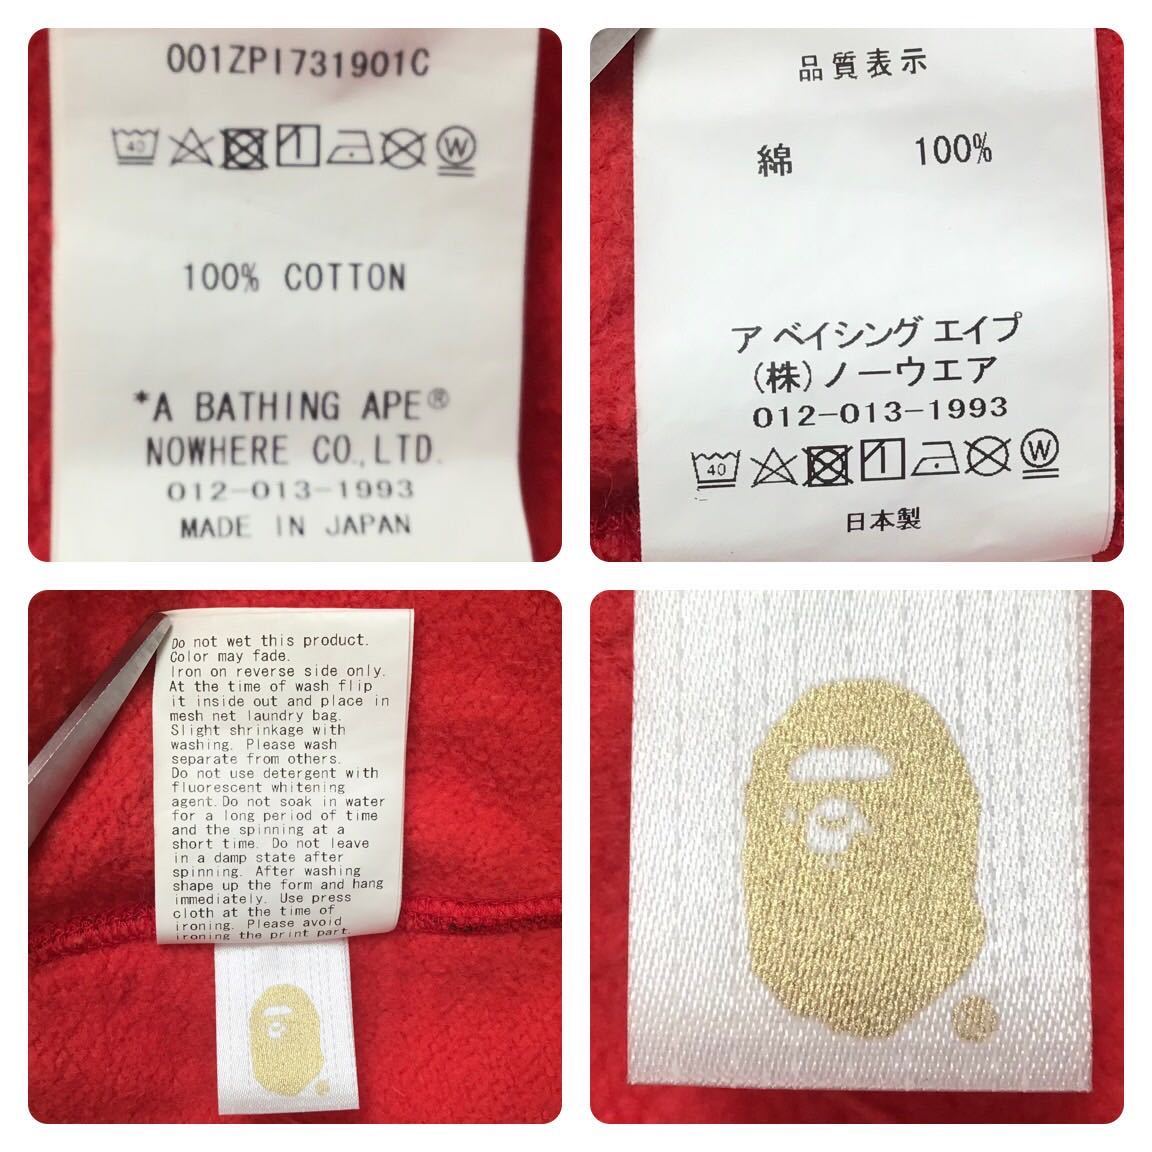 001ZPI731901C
40
100% COTTON
*A BATHING APE®
NOWHERE CO.,LTD.
012-013-1993
MADE IN JAPAN
品質表示
綿 100%
ア ベイシング エイプ
(株)ノーウエア
012-013-1993
40
日本製
Do not wet this product.
Color may fade.
Iron on reverse side only.
At the time of wash flip
it inside out and place in
mesh net laundry bag.
Slight shrinkage with
washing. Please wash
separate from others.
Do not use detergent with
fluorescent whitening
agent.Do not soak in water
for a long period of time
and the spinning at a
short time. Do not leave
in a damp state after
spinning. After washing
shape up the form and hang
immediately. Use press
cloth at the time of
ironing. Please avoid
ironing the print part.